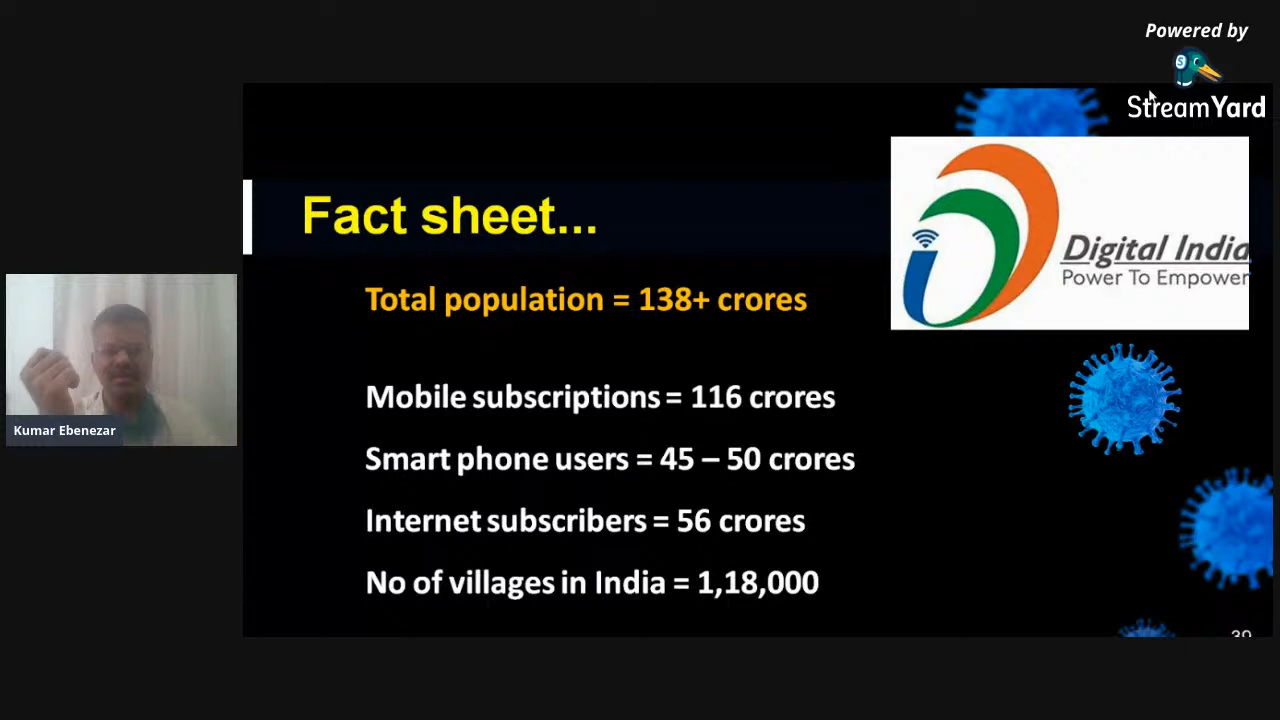 Powered by
StreamYard
Fact sheet...
Digital India
Power To Empower
Total population = 138+ crores
Mobile subscriptions = 116 crores
Smart phone users = 45 – 50 crores
Kumar Ebenezar
Internet subscribers = 56 crores
No of villages in India = 1,18,000